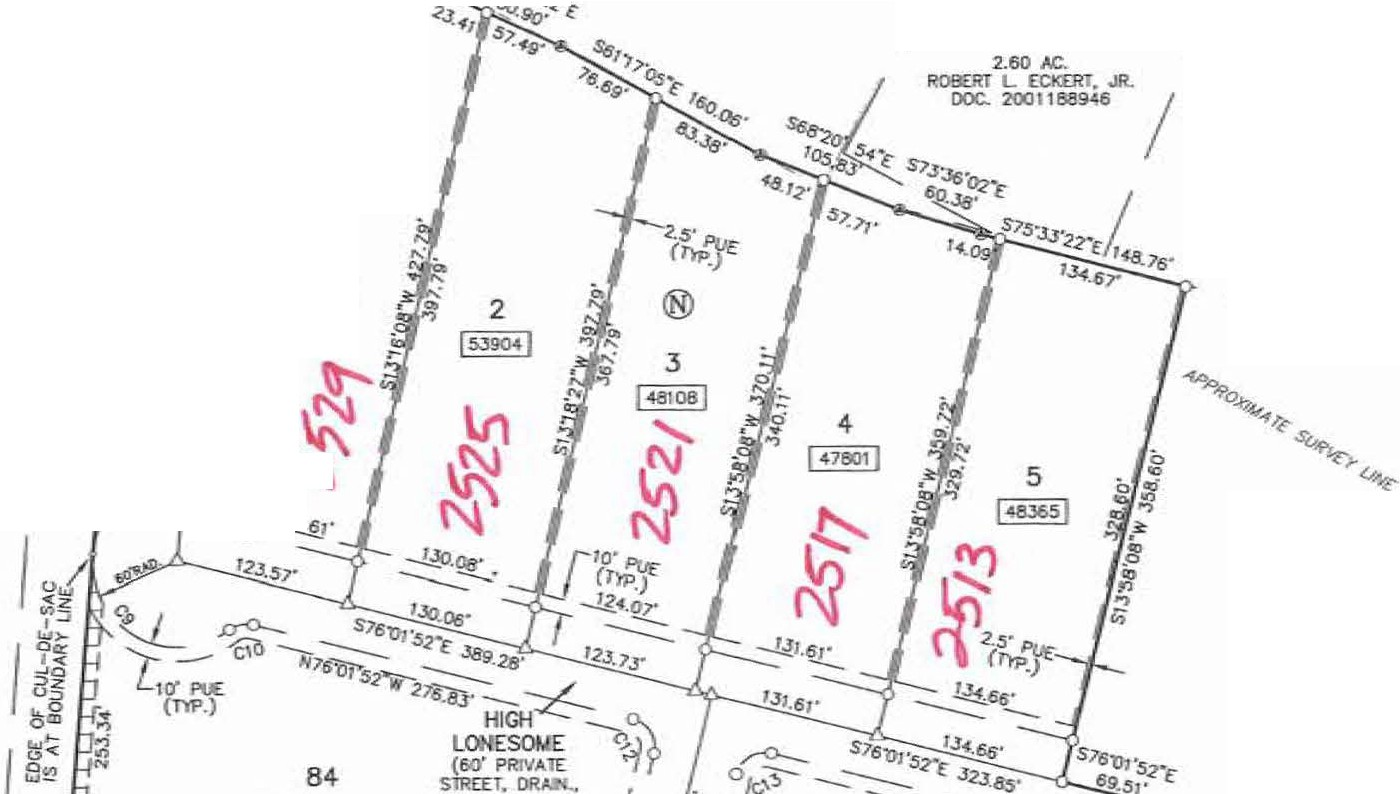 23.41
57.49'
S61°17'05"E 160.06'
76.69'
83.38'
2.60 AC.
ROBERT L. ECKERT, JR.
DOC. 2001188946
S68°20'54"E
105.83'
S73°36'02"E
60.38'
48.12'
57.71'
14.09
S75°33'22"E 148.76'
134.67'
2.5' PUE
(TYP.)
N
S13°16'08"W 427.79'
397.79'
2
53904
S13°18'27"W 397.79'
367.79'
3
48108
S13°58'08"W 370.11'
340.11'
4
47801
S13°58'08"W 359.72'
329.72'
5
48365
328.60'
S13°58'08"W 358.60'
APPROXIMATE SURVEY LINE
529
2525
2521
2517
2513
61'
130.08'
10' PUE
(TYP.)
124.07'
131.61'
2.5' PUE
(TYP.)
134.66'
60'RAD.
123.57'
130.06'
S76°01'52"E 389.28'
123.73'
131.61'
134.66'
S76°01'52"E 323.85'
S76°01'52"E
69.51'
C9
C10
10' PUE
(TYP.)
N76°01'52"W 276.83'
EDGE OF CUL-DE-SAC
IS AT BOUNDARY LINE
253.34'
HIGH
LONESOME
(60' PRIVATE
STREET, DRAIN.,
84
C12
C13